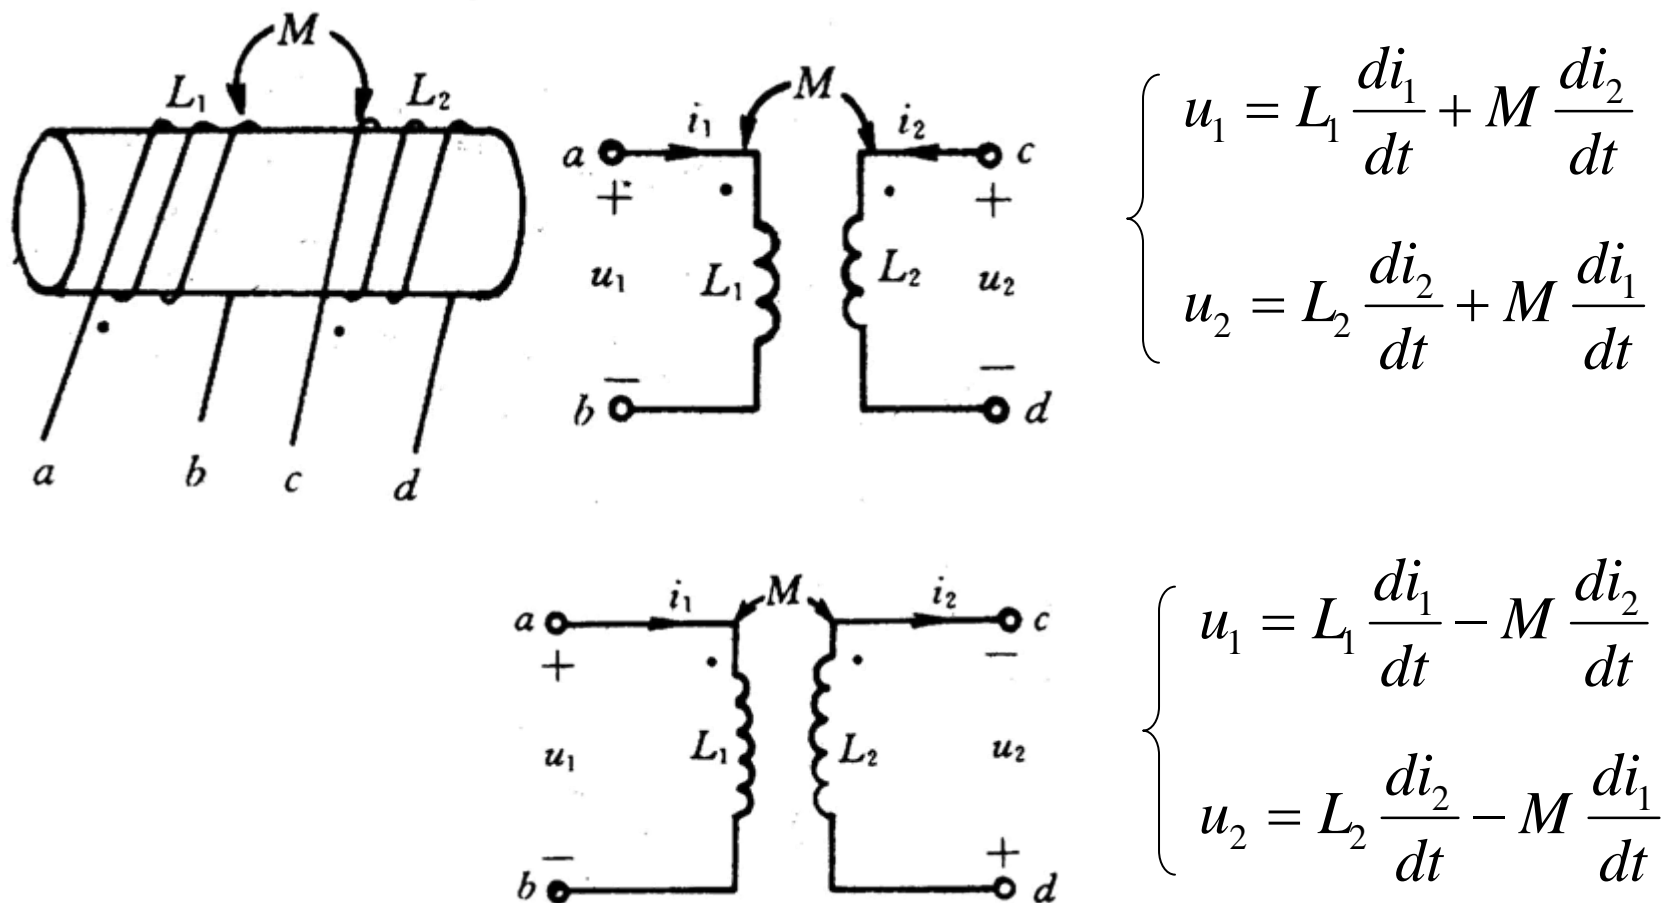 M
L₁ L₂
a b c d
M
i₁ i₂
a c
+ +
u₁ L₁ L₂ u₂
− −
b d
u₁ = L₁ di₁/dt + M di₂/dt
u₂ = L₂ di₂/dt + M di₁/dt
i₁ M i₂
a c
+ −
u₁ L₁ L₂ u₂
− +
b d
u₁ = L₁ di₁/dt − M di₂/dt
u₂ = L₂ di₂/dt − M di₁/dt